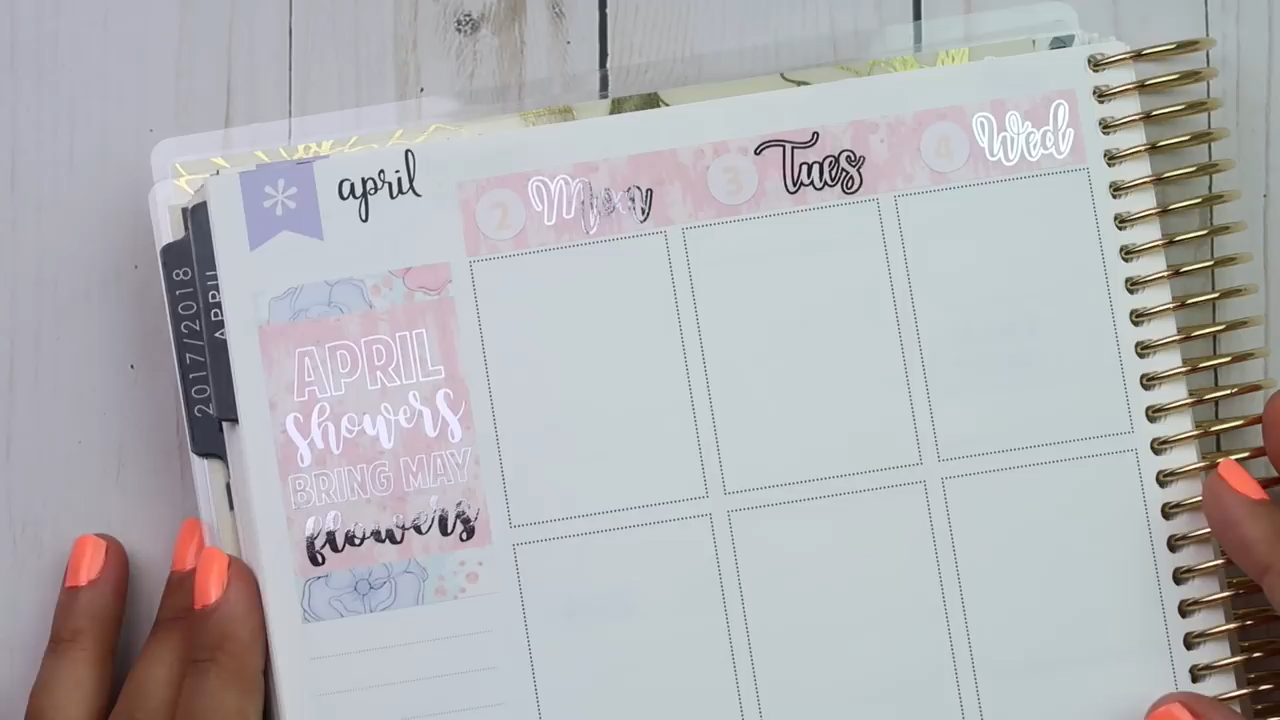 april
2 Mon
3 Tues
4 Wed
2017/2018
APRIL
APRIL
showers
BRING MAY
flowers